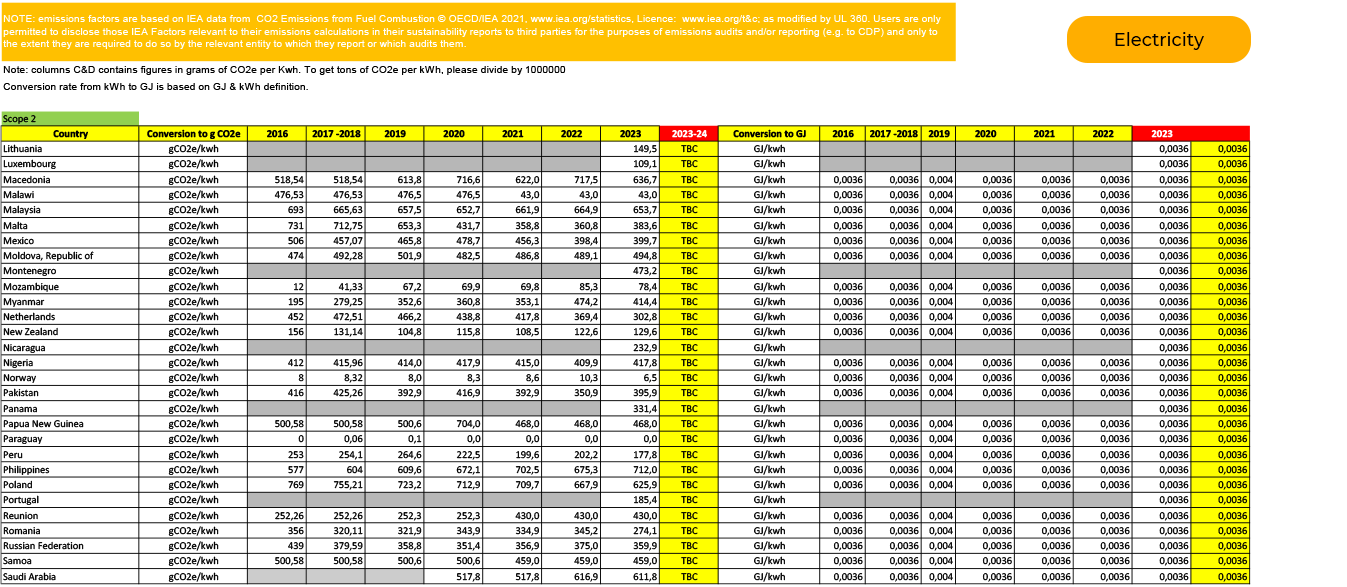 NOTE: emissions factors are based on IEA data from CO2 Emissions from Fuel Combustion © OECD/IEA 2021, www.iea.org/statistics, Licence: www.iea.org/t&c; as modified by UL 360. Users are only
permitted to disclose those IEA Factors relevant to their emissions calculations in their sustainability reports to third parties for the purposes of emissions audits and/or reporting (e.g. to CDP) and only to
the extent they are required to do so by the relevant entity to which they report or which audits them.
Electricity
Note: columns C&D contains figures in grams of CO2e per Kwh. To get tons of CO2e per kWh, please divide by 1000000
Conversion rate from kWh to GJ is based on GJ & kWh definition.
Scope 2
Country Conversion to g CO2e 2016 2017 -2018 2019 2020 2021 2022 2023 2023-24 Conversion to GJ 2016 2017 -2018 2019 2020 2021 2022 2023
Lithuania gCO2e/kwh 149,5 TBC GJ/kwh 0,0036 0,0036
Luxembourg gCO2e/kwh 109,1 TBC GJ/kwh 0,0036 0,0036
Macedonia gCO2e/kwh 518,54 518,54 613,8 716,6 622,0 717,5 636,7 TBC GJ/kwh 0,0036 0,0036 0,004 0,0036 0,0036 0,0036 0,0036 0,0036
Malawi gCO2e/kwh 476,53 476,53 476,5 476,5 43,0 43,0 43,0 TBC GJ/kwh 0,0036 0,0036 0,004 0,0036 0,0036 0,0036 0,0036 0,0036
Malaysia gCO2e/kwh 693 665,63 657,5 652,7 661,9 664,9 653,7 TBC GJ/kwh 0,0036 0,0036 0,004 0,0036 0,0036 0,0036 0,0036 0,0036
Malta gCO2e/kwh 731 712,75 653,3 431,7 358,8 360,8 383,6 TBC GJ/kwh 0,0036 0,0036 0,004 0,0036 0,0036 0,0036 0,0036 0,0036
Mexico gCO2e/kwh 506 457,07 465,8 478,7 456,3 398,4 399,7 TBC GJ/kwh 0,0036 0,0036 0,004 0,0036 0,0036 0,0036 0,0036 0,0036
Moldova, Republic of gCO2e/kwh 474 492,28 501,9 482,5 486,8 489,1 494,8 TBC GJ/kwh 0,0036 0,0036 0,004 0,0036 0,0036 0,0036 0,0036 0,0036
Montenegro gCO2e/kwh 473,2 TBC GJ/kwh 0,0036 0,0036
Mozambique gCO2e/kwh 12 41,33 67,2 69,9 69,8 85,3 78,4 TBC GJ/kwh 0,0036 0,0036 0,004 0,0036 0,0036 0,0036 0,0036 0,0036
Myanmar gCO2e/kwh 195 279,25 352,6 360,8 353,1 474,2 414,4 TBC GJ/kwh 0,0036 0,0036 0,004 0,0036 0,0036 0,0036 0,0036 0,0036
Netherlands gCO2e/kwh 452 472,51 466,2 438,8 417,8 369,4 302,8 TBC GJ/kwh 0,0036 0,0036 0,004 0,0036 0,0036 0,0036 0,0036 0,0036
New Zealand gCO2e/kwh 156 131,14 104,8 115,8 108,5 122,6 129,6 TBC GJ/kwh 0,0036 0,0036 0,004 0,0036 0,0036 0,0036 0,0036 0,0036
Nicaragua gCO2e/kwh 232,9 TBC GJ/kwh 0,0036 0,0036
Nigeria gCO2e/kwh 412 415,96 414,0 417,9 415,0 409,9 417,8 TBC GJ/kwh 0,0036 0,0036 0,004 0,0036 0,0036 0,0036 0,0036 0,0036
Norway gCO2e/kwh 8 8,32 8,0 8,3 8,6 10,3 6,5 TBC GJ/kwh 0,0036 0,0036 0,004 0,0036 0,0036 0,0036 0,0036 0,0036
Pakistan gCO2e/kwh 416 425,26 392,9 416,9 392,9 350,9 395,9 TBC GJ/kwh 0,0036 0,0036 0,004 0,0036 0,0036 0,0036 0,0036 0,0036
Panama gCO2e/kwh 331,4 TBC GJ/kwh 0,0036 0,0036
Papua New Guinea gCO2e/kwh 500,58 500,58 500,6 704,0 468,0 468,0 468,0 TBC GJ/kwh 0,0036 0,0036 0,004 0,0036 0,0036 0,0036 0,0036 0,0036
Paraguay gCO2e/kwh 0 0,06 0,1 0,0 0,0 0,0 0,0 TBC GJ/kwh 0,0036 0,0036 0,004 0,0036 0,0036 0,0036 0,0036 0,0036
Peru gCO2e/kwh 253 254,1 264,6 222,5 199,6 202,2 177,8 TBC GJ/kwh 0,0036 0,0036 0,004 0,0036 0,0036 0,0036 0,0036 0,0036
Philippines gCO2e/kwh 577 604 609,6 672,1 702,5 675,3 712,0 TBC GJ/kwh 0,0036 0,0036 0,004 0,0036 0,0036 0,0036 0,0036 0,0036
Poland gCO2e/kwh 769 755,21 723,2 712,9 709,7 667,9 625,9 TBC GJ/kwh 0,0036 0,0036 0,004 0,0036 0,0036 0,0036 0,0036 0,0036
Portugal gCO2e/kwh 185,4 TBC GJ/kwh 0,0036 0,0036
Reunion gCO2e/kwh 252,26 252,26 252,3 252,3 430,0 430,0 430,0 TBC GJ/kwh 0,0036 0,0036 0,004 0,0036 0,0036 0,0036 0,0036 0,0036
Romania gCO2e/kwh 356 320,11 321,9 343,9 334,9 345,2 274,1 TBC GJ/kwh 0,0036 0,0036 0,004 0,0036 0,0036 0,0036 0,0036 0,0036
Russian Federation gCO2e/kwh 439 379,59 358,8 351,4 356,9 375,0 359,9 TBC GJ/kwh 0,0036 0,0036 0,004 0,0036 0,0036 0,0036 0,0036 0,0036
Samoa gCO2e/kwh 500,58 500,58 500,6 500,6 459,0 459,0 459,0 TBC GJ/kwh 0,0036 0,0036 0,004 0,0036 0,0036 0,0036 0,0036 0,0036
Saudi Arabia gCO2e/kwh 517,8 517,8 616,9 611,8 TBC GJ/kwh 0,0036 0,0036 0,004 0,0036 0,0036 0,0036 0,0036 0,0036